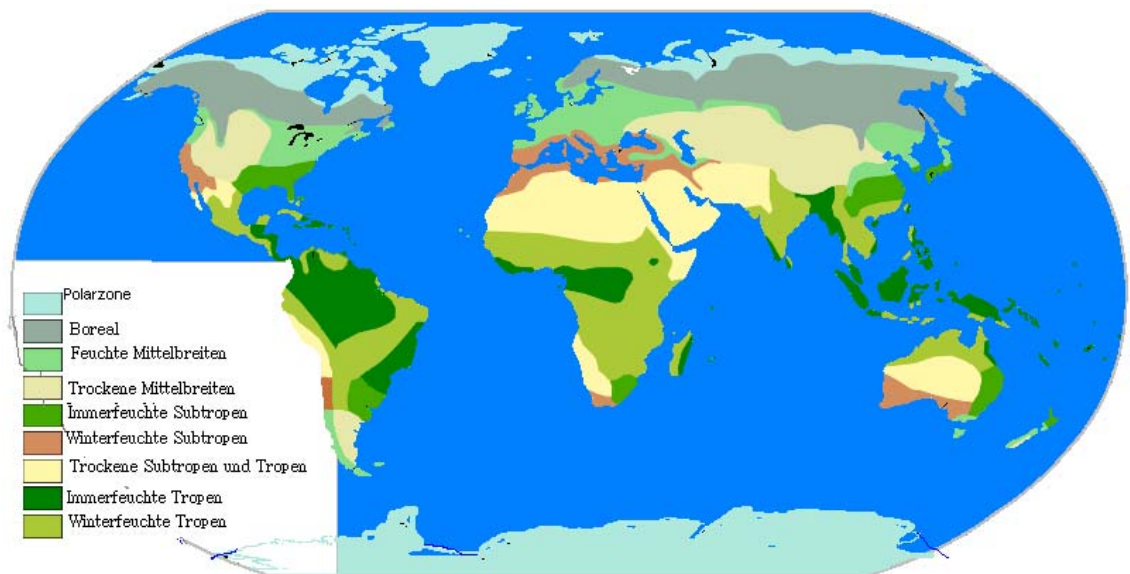 Polarzone
Boreal
Feuchte Mittelbreiten
Trockene Mittelbreiten
Immerfeuchte Subtropen
Winterfeuchte Subtropen
Trockene Subtropen und Tropen
Immerfeuchte Tropen
Winterfeuchte Tropen